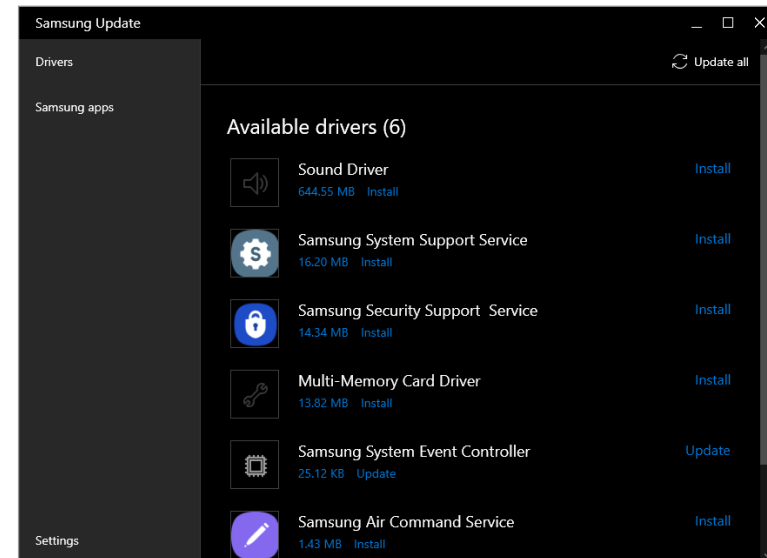 Samsung Update
Drivers
Update all
Samsung apps
Available drivers (6)
Sound Driver
Install
644.55 MB Install
Samsung System Support Service
Install
16.20 MB Install
Samsung Security Support Service
Install
14.34 MB Install
Multi-Memory Card Driver
Install
13.82 MB Install
Samsung System Event Controller
Update
25.12 KB Update
Samsung Air Command Service
Install
1.43 MB Install
Settings